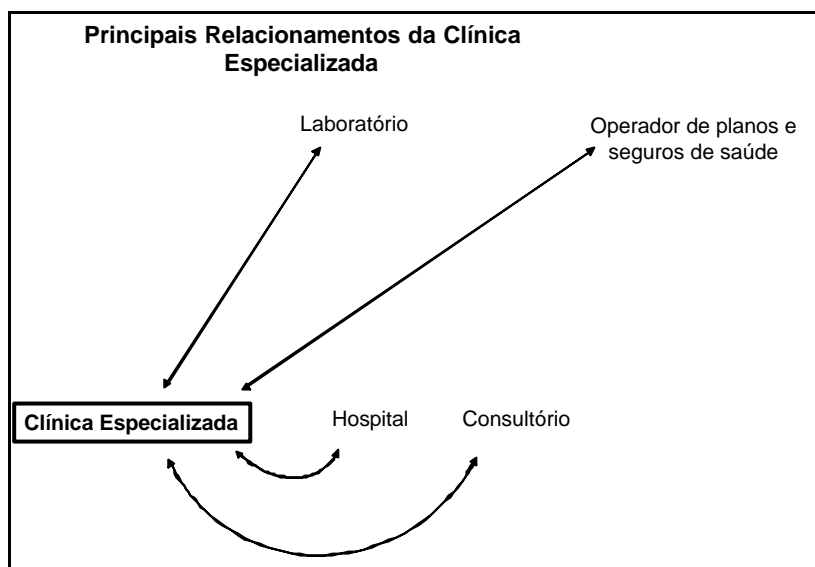 Principais Relacionamentos da Clínica
Especializada
Laboratório
Operador de planos e
seguros de saúde
Clínica Especializada
Hospital
Consultório